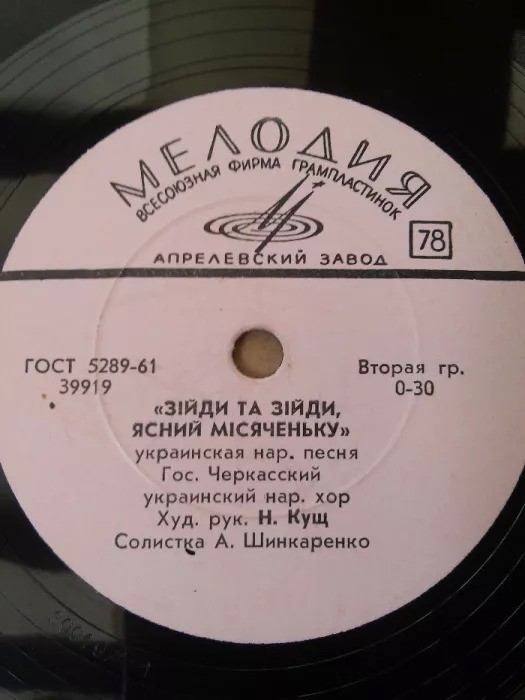 МЕЛОДИЯ
ВСЕСОЮЗНАЯ ФИРМА ГРАМПЛАСТИНОК
78
АПРЕЛЕВСКИЙ ЗАВОД
ГОСТ 5289-61
39919
Вторая гр.
0-30
«ЗІЙДИ ТА ЗІЙДИ,
ЯСНИЙ МІСЯЧЕНЬКУ»
украинская нар. песня
Гос. Черкасский
украинский нар. хор
Худ. рук. Н. Кущ
Солистка А. Шинкаренко